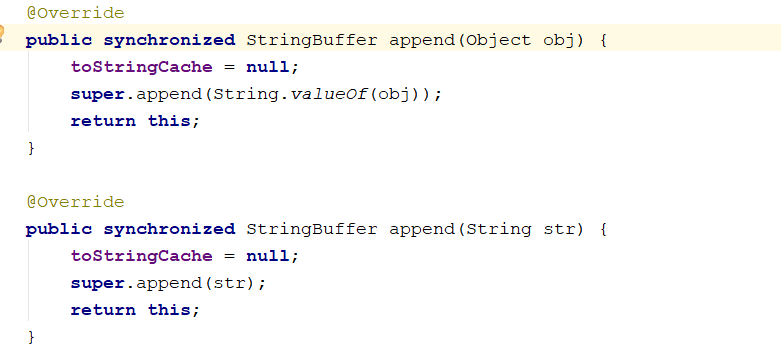 @Override
public synchronized StringBuffer append(Object obj) {
    toStringCache = null;
    super.append(String.valueOf(obj));
    return this;
}
@Override
public synchronized StringBuffer append(String str) {
    toStringCache = null;
    super.append(str);
    return this;
}